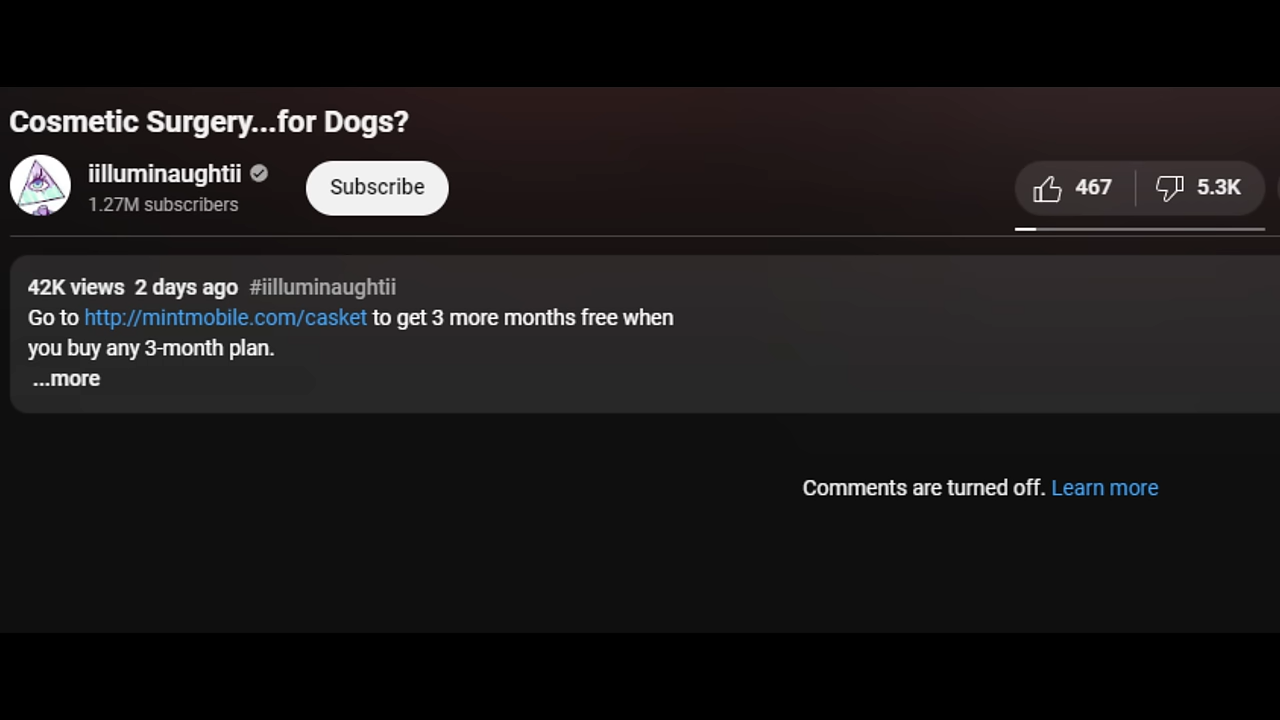 Cosmetic Surgery...for Dogs?
iilluminaughtii
1.27M subscribers
Subscribe
467
5.3K
42K views 2 days ago #iilluminaughtii
Go to http://mintmobile.com/casket to get 3 more months free when
you buy any 3-month plan.
...more
Comments are turned off. Learn more